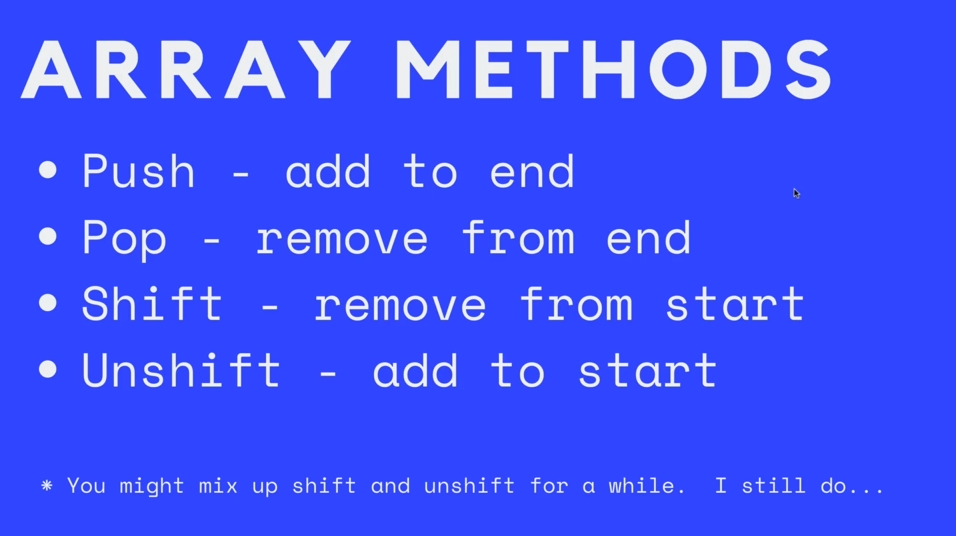 ARRAY METHODS
• Push - add to end
• Pop - remove from end
• Shift - remove from start
• Unshift - add to start
* You might mix up shift and unshift for a while. I still do...